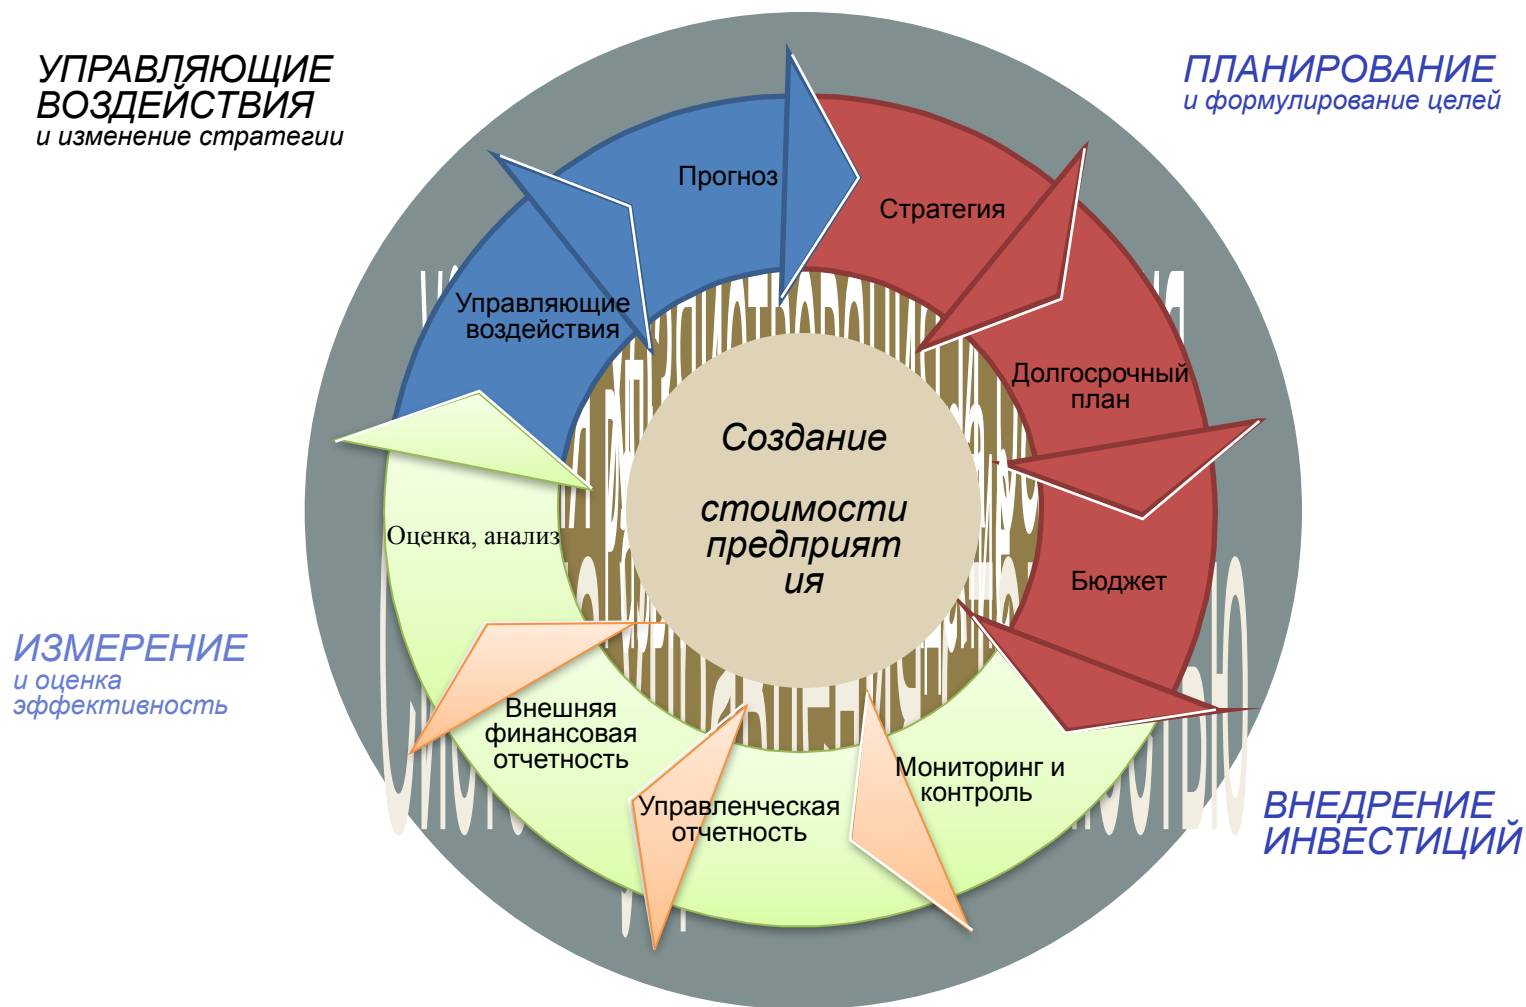 УПРАВЛЯЮЩИЕ
ВОЗДЕЙСТВИЯ
и изменение стратегии
ПЛАНИРОВАНИЕ
и формулирование целей
Прогноз
Стратегия
Управляющие
воздействия
Долгосрочный
план
Создание
стоимости
предприят
ия
Оценка, анализ
Бюджет
ИЗМЕРЕНИЕ
и оценка
эффективность
Внешняя
финансовая
отчетность
Управленческая
отчетность
Мониторинг и
контроль
ВНЕДРЕНИЕ
ИНВЕСТИЦИЙ